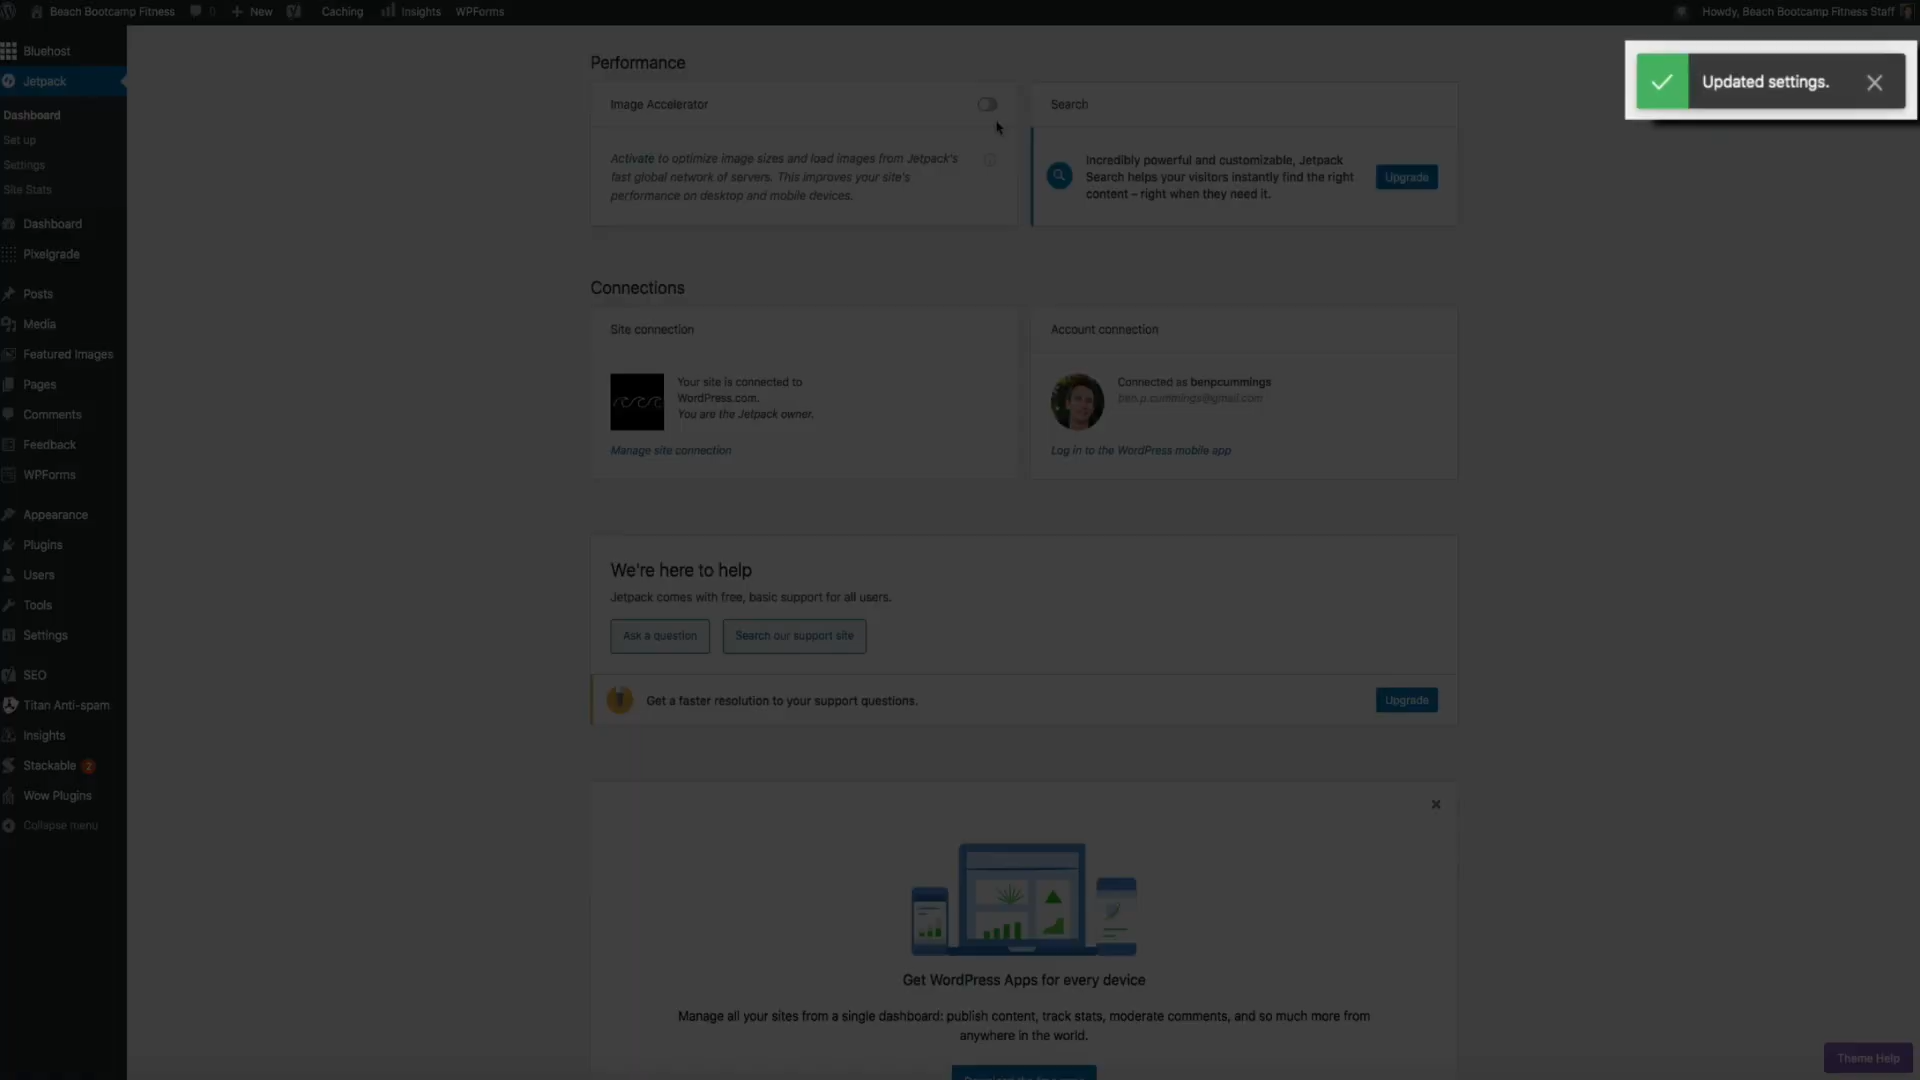 Beach Bootcamp Fitness
0
New
Caching
Insights
WPForms
Howdy, Beach Bootcamp Fitness Staff
Bluehost
Jetpack
Dashboard
Set up
Settings
Site Stats
Dashboard
Pixelgrade
Posts
Media
Featured Images
Pages
Comments
Feedback
WPForms
Appearance
Plugins
Users
Tools
Settings
SEO
Titan Anti-spam
Insights
Stackable 2
Wow Plugins
Collapse menu
Updated settings.
Performance
Image Accelerator
Activate to optimize image sizes and load images from Jetpack's
fast global network of servers. This improves your site's
performance on desktop and mobile devices.
Search
Incredibly powerful and customizable, Jetpack
Search helps your visitors instantly find the right
content – right when they need it.
Upgrade
Connections
Site connection
Your site is connected to
WordPress.com.
You are the Jetpack owner.
Manage site connection
Account connection
Connected as benpcummings
ben.p.cummings@gmail.com
Log in to the WordPress mobile app
We're here to help
Jetpack comes with free, basic support for all users.
Ask a question
Search our support site
Get a faster resolution to your support questions.
Upgrade
Get WordPress Apps for every device
Manage all your sites from a single dashboard: publish content, track stats, moderate comments, and so much more from
anywhere in the world.
Theme Help